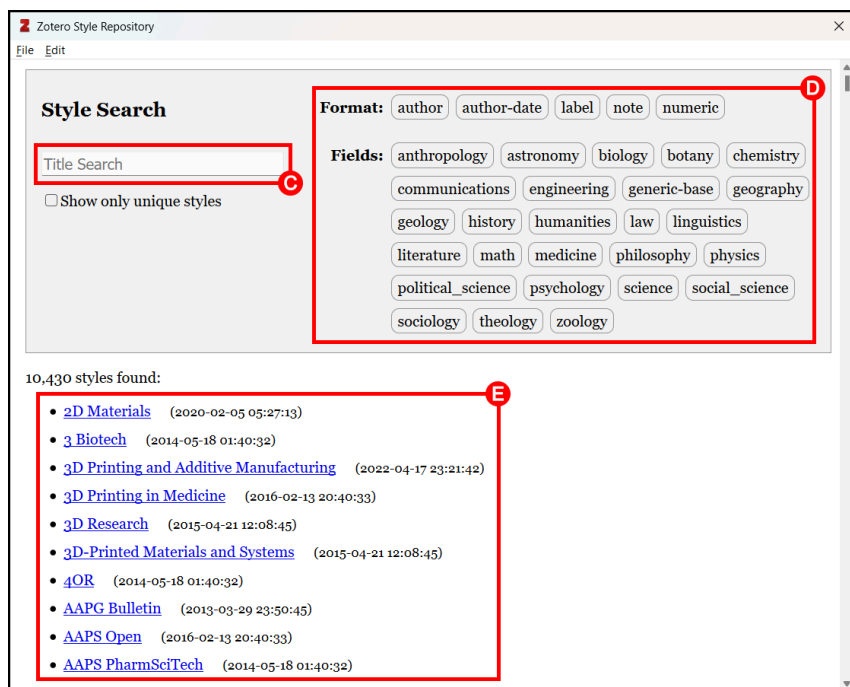 Zotero Style Repository
File Edit
Style Search
Title Search
C
Show only unique styles
D
Format: author author-date label note numeric
Fields: anthropology astronomy biology botany chemistry
communications engineering generic-base geography
geology history humanities law linguistics
literature math medicine philosophy physics
political_science psychology science social_science
sociology theology zoology
10,430 styles found:
E
2D Materials (2020-02-05 05:27:13)
3 Biotech (2014-05-18 01:40:32)
3D Printing and Additive Manufacturing (2022-04-17 23:21:42)
3D Printing in Medicine (2016-02-13 20:40:33)
3D Research (2015-04-21 12:08:45)
3D-Printed Materials and Systems (2015-04-21 12:08:45)
4OR (2014-05-18 01:40:32)
AAPG Bulletin (2013-03-29 23:50:45)
AAPS Open (2016-02-13 20:40:33)
AAPS PharmSciTech (2014-05-18 01:40:32)